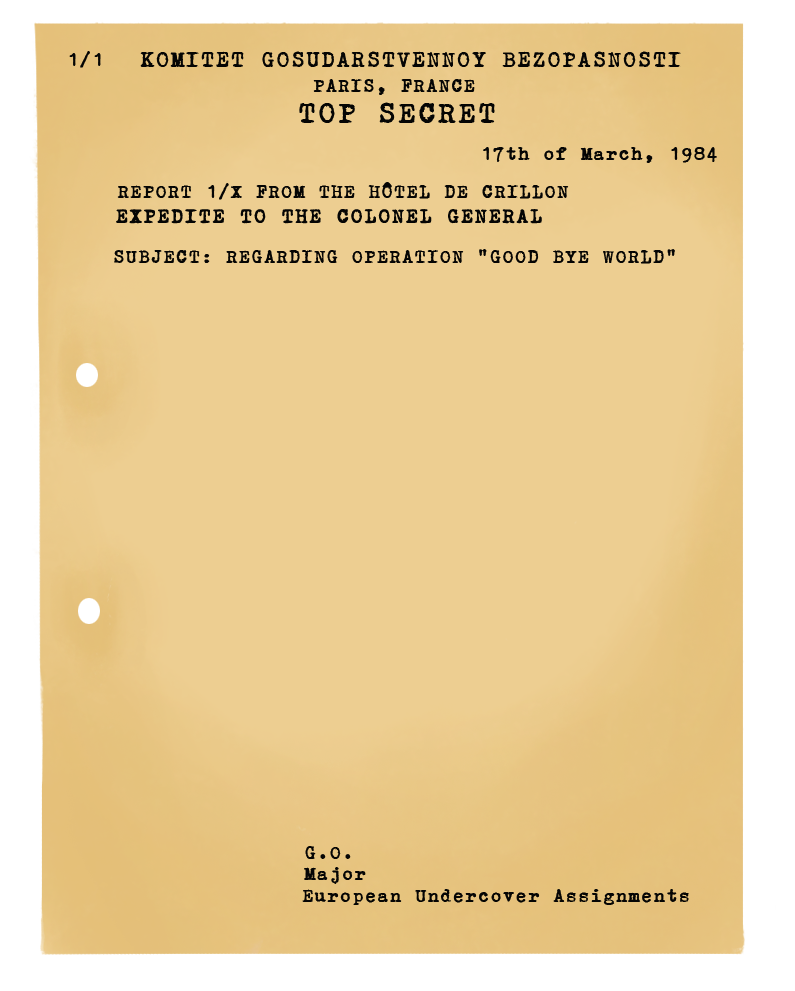 1/1 KOMITET GOSUDARSTVENNOY BEZOPASNOSTI
PARIS, FRANCE
TOP SECRET
17th of March, 1984
REPORT 1/X FROM THE HÔTEL DE CRILLON
EXPEDITE TO THE COLONEL GENERAL
SUBJECT: REGARDING OPERATION "GOOD BYE WORLD"
G.O.
Major
European Undercover Assignments